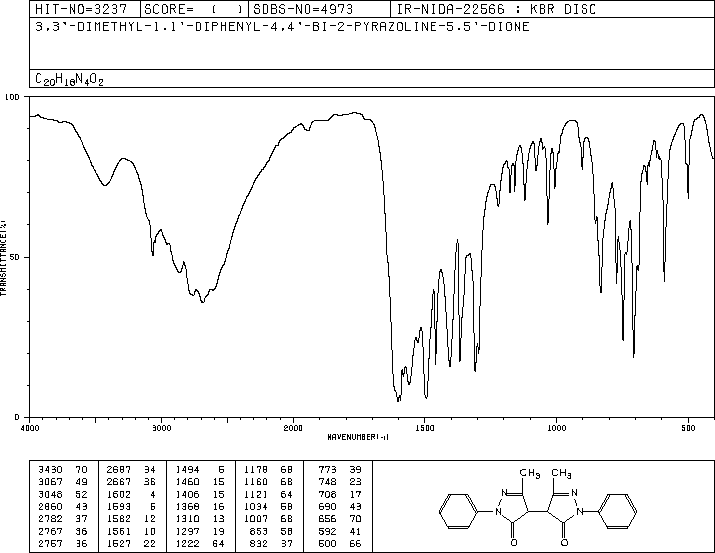 HIT-NO=3237 SCORE= ( ) SDBS-NO=4973 IR-NIDA-22566 : KBR DISC
3,3'-DIMETHYL-1,1'-DIPHENYL-4,4'-BI-2-PYRAZOLINE-5,5'-DIONE
C20H18N4O2
100
TRANSMITTANCE(%)
50
0
4000 3000 2000 1500 1000 500
WAVENUMBER(-1)
3430 70 2687 34 1494 6 1178 68 773 39
3067 49 2667 36 1460 15 1160 68 748 23
3048 52 1602 4 1406 15 1121 64 708 17
2860 43 1593 6 1368 16 1034 58 690 43
2782 37 1582 12 1310 13 1007 68 656 70
2767 36 1561 10 1297 19 853 58 592 41
2757 36 1527 22 1222 64 832 37 500 66
CH3 CH3
N N
N N
O O